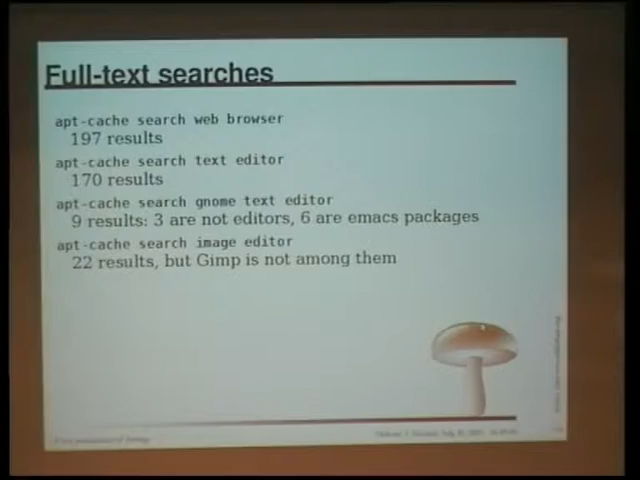 Full-text searches
apt-cache search web browser
197 results
apt-cache search text editor
170 results
apt-cache search gnome text editor
9 results: 3 are not editors, 6 are emacs packages
apt-cache search image editor
22 results, but Gimp is not among them